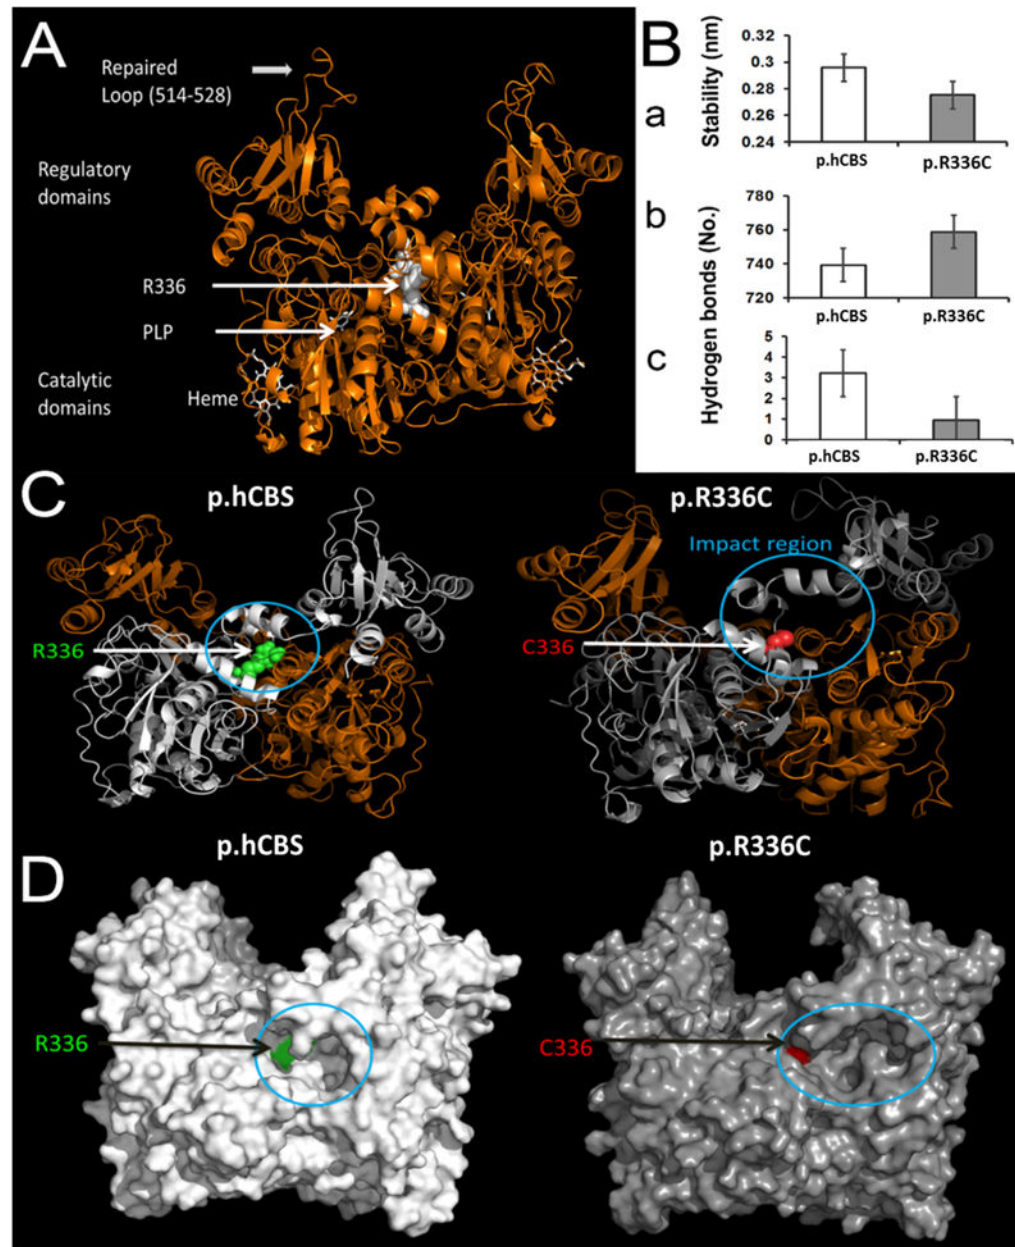 A
Repaired
Loop (514-528)
Regulatory
domains
R336
PLP
Catalytic
domains
Heme
B
a
Stability (nm)
0.32
0.3
0.28
0.26
0.24
p.hCBS
p.R336C
b
Hydrogen bonds (No.)
780
760
740
720
p.hCBS
p.R336C
c
5
4
3
2
1
0
p.hCBS
p.R336C
C
p.hCBS
R336
p.R336C
Impact region
C336
D
p.hCBS
R336
p.R336C
C336